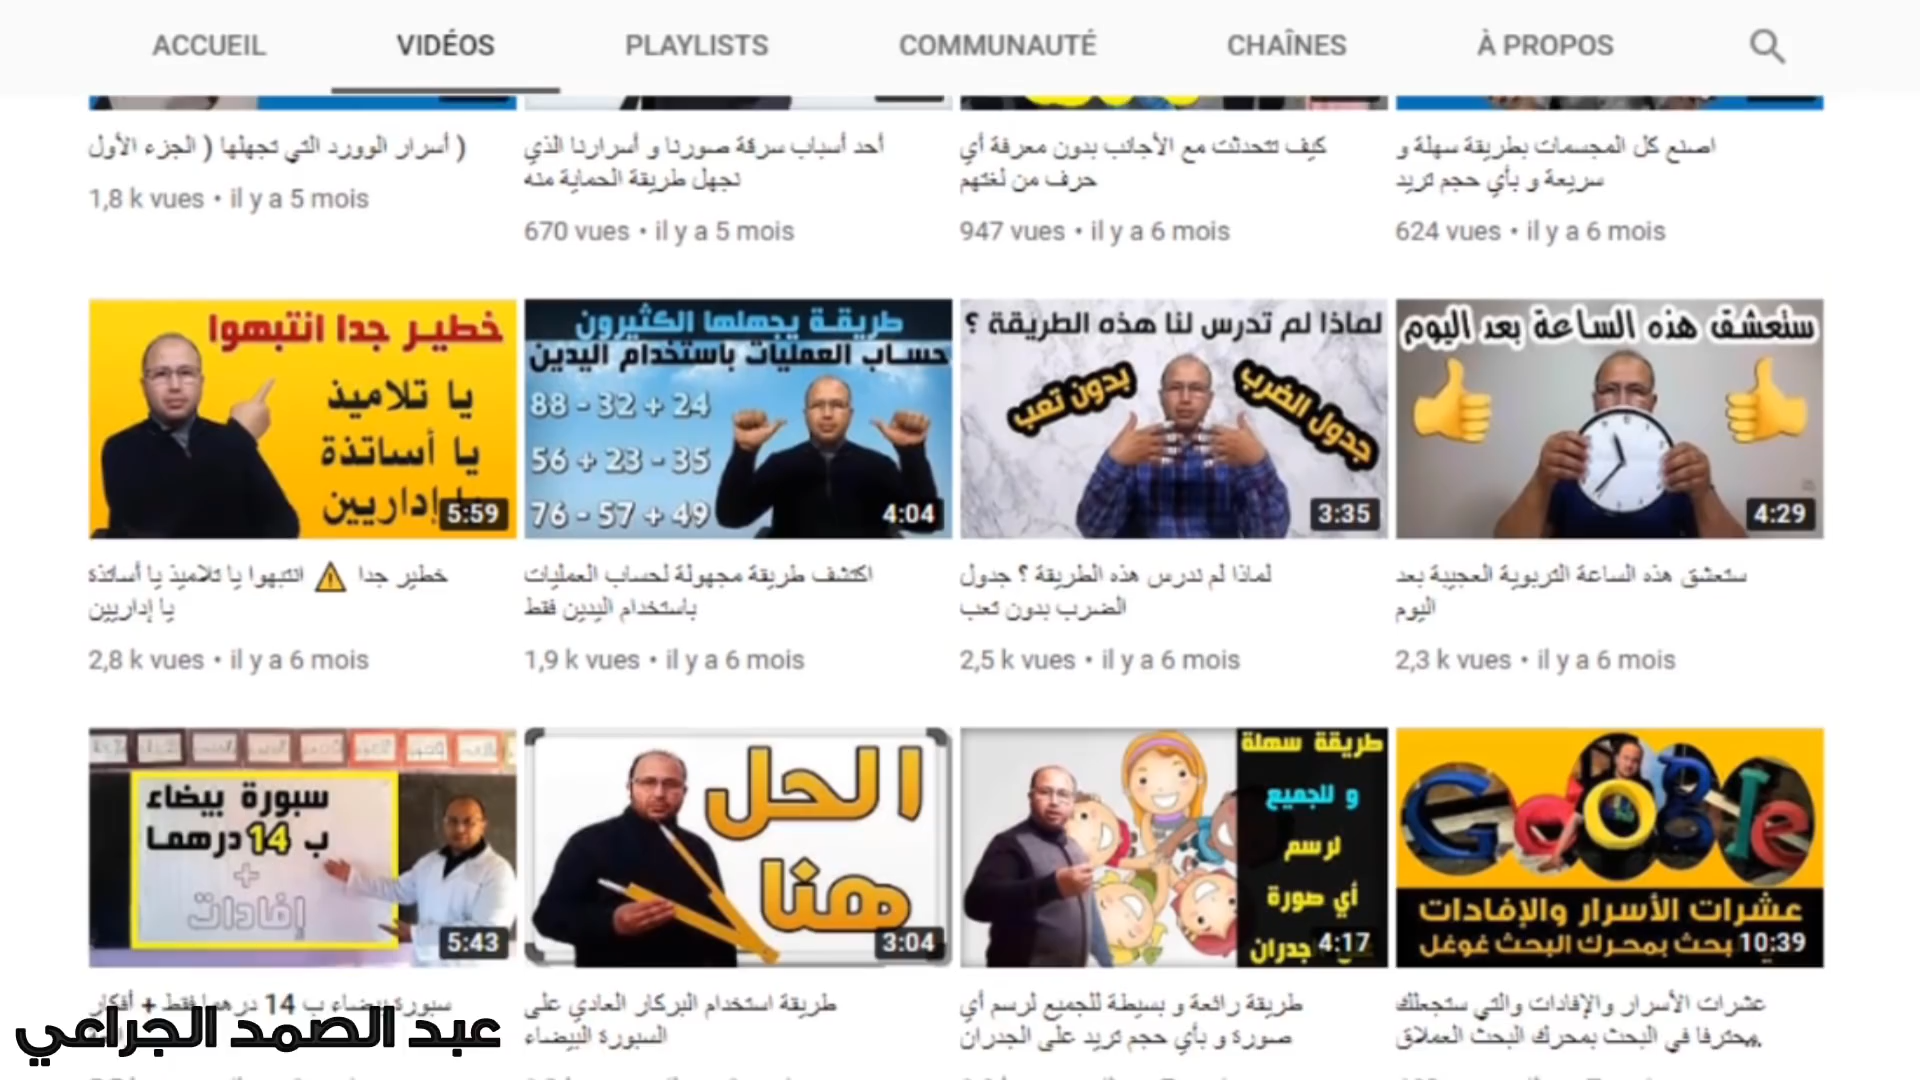 ACCUEIL
VIDÉOS
PLAYLISTS
COMMUNAUTÉ
CHAÎNES
À PROPOS
( أسرار الوورد التي تجهلها ( الجزء الأول
1,8 k vues • il y a 5 mois
أحد أسباب سرقة صورنا و أسرارنا الذي
نجهل طريقة الحماية منه
670 vues • il y a 5 mois
كيف تتحدث مع الأجانب بدون معرفة أي
حرف من لغتهم
947 vues • il y a 6 mois
اصنع كل المجسمات بطريقة سهلة و
سريعة و بأي حجم تريد
624 vues • il y a 6 mois
خطير جدا انتبهوا
يا تلاميذ
يا أساتذة
يا إداريين
5:59
خطير جدا ⚠ انتبهوا يا تلاميذ يا أساتذة
يا إداريين
2,8 k vues • il y a 6 mois
طريقة يجهلها الكثيرون
حساب العمليات باستخدام اليدين
88 - 32 + 24
56 + 23 - 35
76 - 57 + 49
4:04
اكتشف طريقة مجهولة لحساب العمليات
باستخدام اليدين فقط
1,9 k vues • il y a 6 mois
لماذا لم تدرس لنا هذه الطريقة ؟
جدول الضرب
بدون تعب
3:35
لماذا لم ندرس هذه الطريقة ؟ جدول
الضرب بدون تعب
2,5 k vues • il y a 6 mois
ستعشق هذه الساعة بعد اليوم
4:29
ستعشق هذه الساعة التربوية العجيبة بعد
اليوم
2,3 k vues • il y a 6 mois
سبورة بيضاء
ب 14 درهما
+
إفادات
5:43
سبورة بيضاء ب 14 درهما فقط + أفكار
الحل
هنا
3:04
طريقة استخدام البركار العادي على
السبورة البيضاء
طريقة سهلة
و للجميع
لرسم
أي صورة
جدران
4:17
طريقة رائعة و بسيطة للجميع لرسم أي
صورة و بأي حجم تريد على الجدران
Google
عشرات الأسرار والإفادات
بحث بمحرك البحث غوغل
10:39
عشرات الأسرار والإفادات والتي ستجعلك
محترفا في البحث بمحرك البحث العملاق
عبد الصمد الجراعي